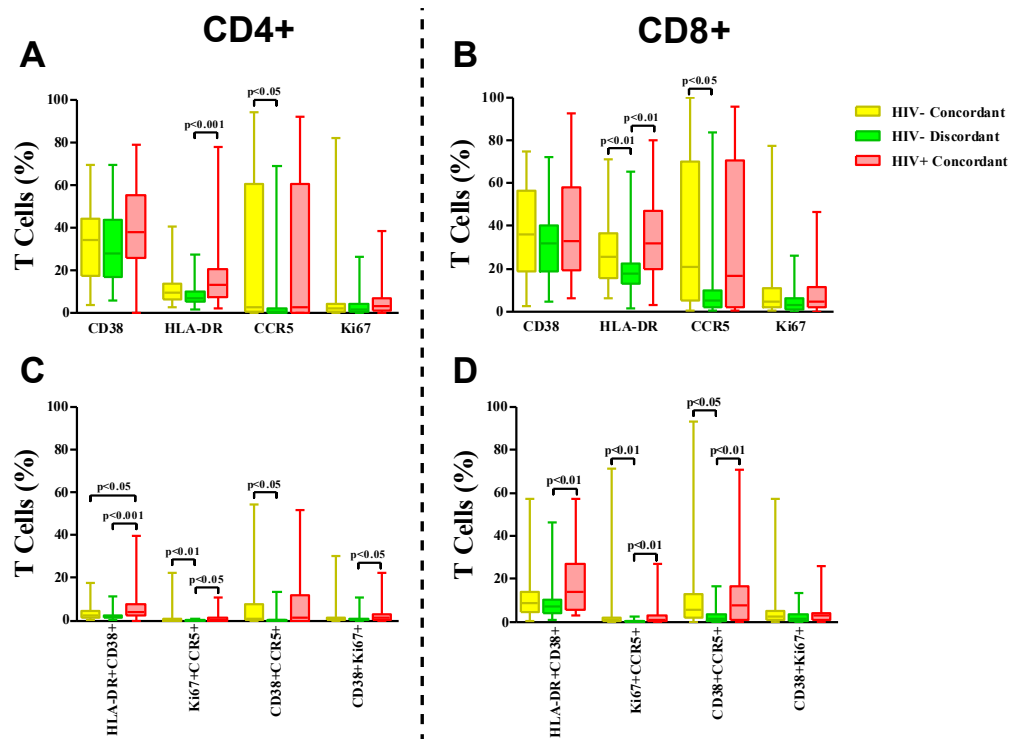 CD4+
CD8+
A
T Cells (%)
100
80
60
40
20
0
p<0.001
p<0.05
CD38
HLA-DR
CCR5
Ki67
B
T Cells (%)
100
80
60
40
20
0
p<0.01
p<0.01
p<0.05
CD38
HLA-DR
CCR5
Ki67
HIV- Concordant
HIV- Discordant
HIV+ Concordant
C
T Cells (%)
100
80
60
40
20
0
p<0.05
p<0.001
p<0.01
p<0.05
p<0.05
p<0.05
HLA-DR+CD38+
Ki67+CCR5+
CD38+CCR5+
CD38+Ki67+
D
T Cells (%)
100
80
60
40
20
0
p<0.01
p<0.01
p<0.01
p<0.05
p<0.01
HLA-DR+CD38+
Ki67+CCR5+
CD38+CCR5+
CD38+Ki67+